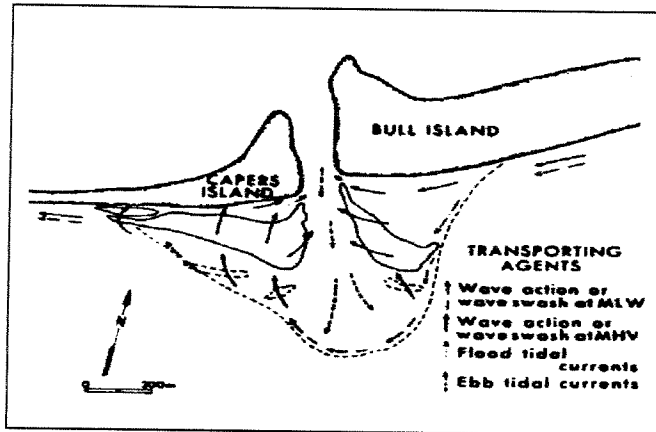 BULL ISLAND
CAPERS
ISLAND
TRANSPORTING
AGENTS
Wave action or
wave swash at MLW
Wave action or
wave swash at MHV
Flood tidal
currents
Ebb tidal currents
N
0 200m